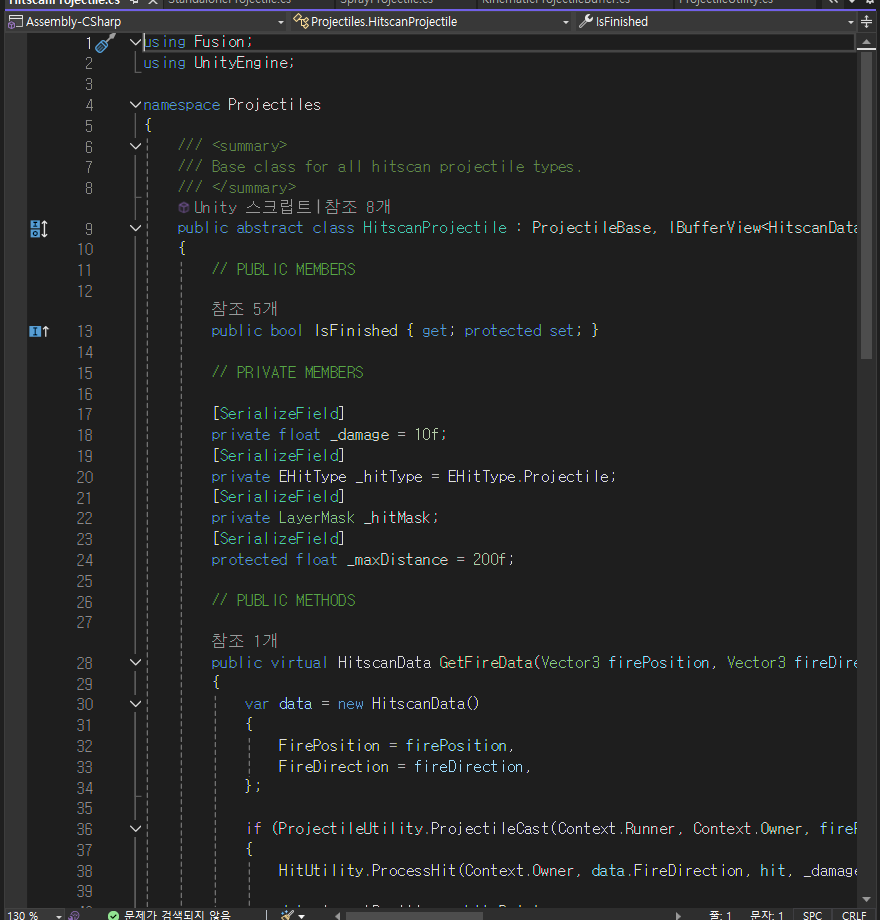 HitscanProjectile.cs StandaloneProjectile.cs SprayProjectile.cs KinematicProjectileBuffer.cs ProjectileUtility.cs
Assembly-CSharp Projectiles.HitscanProjectile IsFinished
1 using Fusion;
2 using UnityEngine;
3
4 namespace Projectiles
5 {
6 /// <summary>
7 /// Base class for all hitscan projectile types.
8 /// </summary>
Unity 스크립트|참조 8개
9 public abstract class HitscanProjectile : ProjectileBase, IBufferView<HitscanData
10 {
11 // PUBLIC MEMBERS
12
참조 5개
13 public bool IsFinished { get; protected set; }
14
15 // PRIVATE MEMBERS
16
17 [SerializeField]
18 private float _damage = 10f;
19 [SerializeField]
20 private EHitType _hitType = EHitType.Projectile;
21 [SerializeField]
22 private LayerMask _hitMask;
23 [SerializeField]
24 protected float _maxDistance = 200f;
25
26 // PUBLIC METHODS
27
참조 1개
28 public virtual HitscanData GetFireData(Vector3 firePosition, Vector3 fireDire
29 {
30 var data = new HitscanData()
31 {
32 FirePosition = firePosition,
33 FireDirection = fireDirection,
34 };
35
36 if (ProjectileUtility.ProjectileCast(Context.Runner, Context.Owner, fireP
37 {
38 HitUtility.ProcessHit(Context.Owner, data.FireDirection, hit, _damage
39
130 % 문제가 검색되지 않음 줄: 1 문자: 1 SPC CRLF